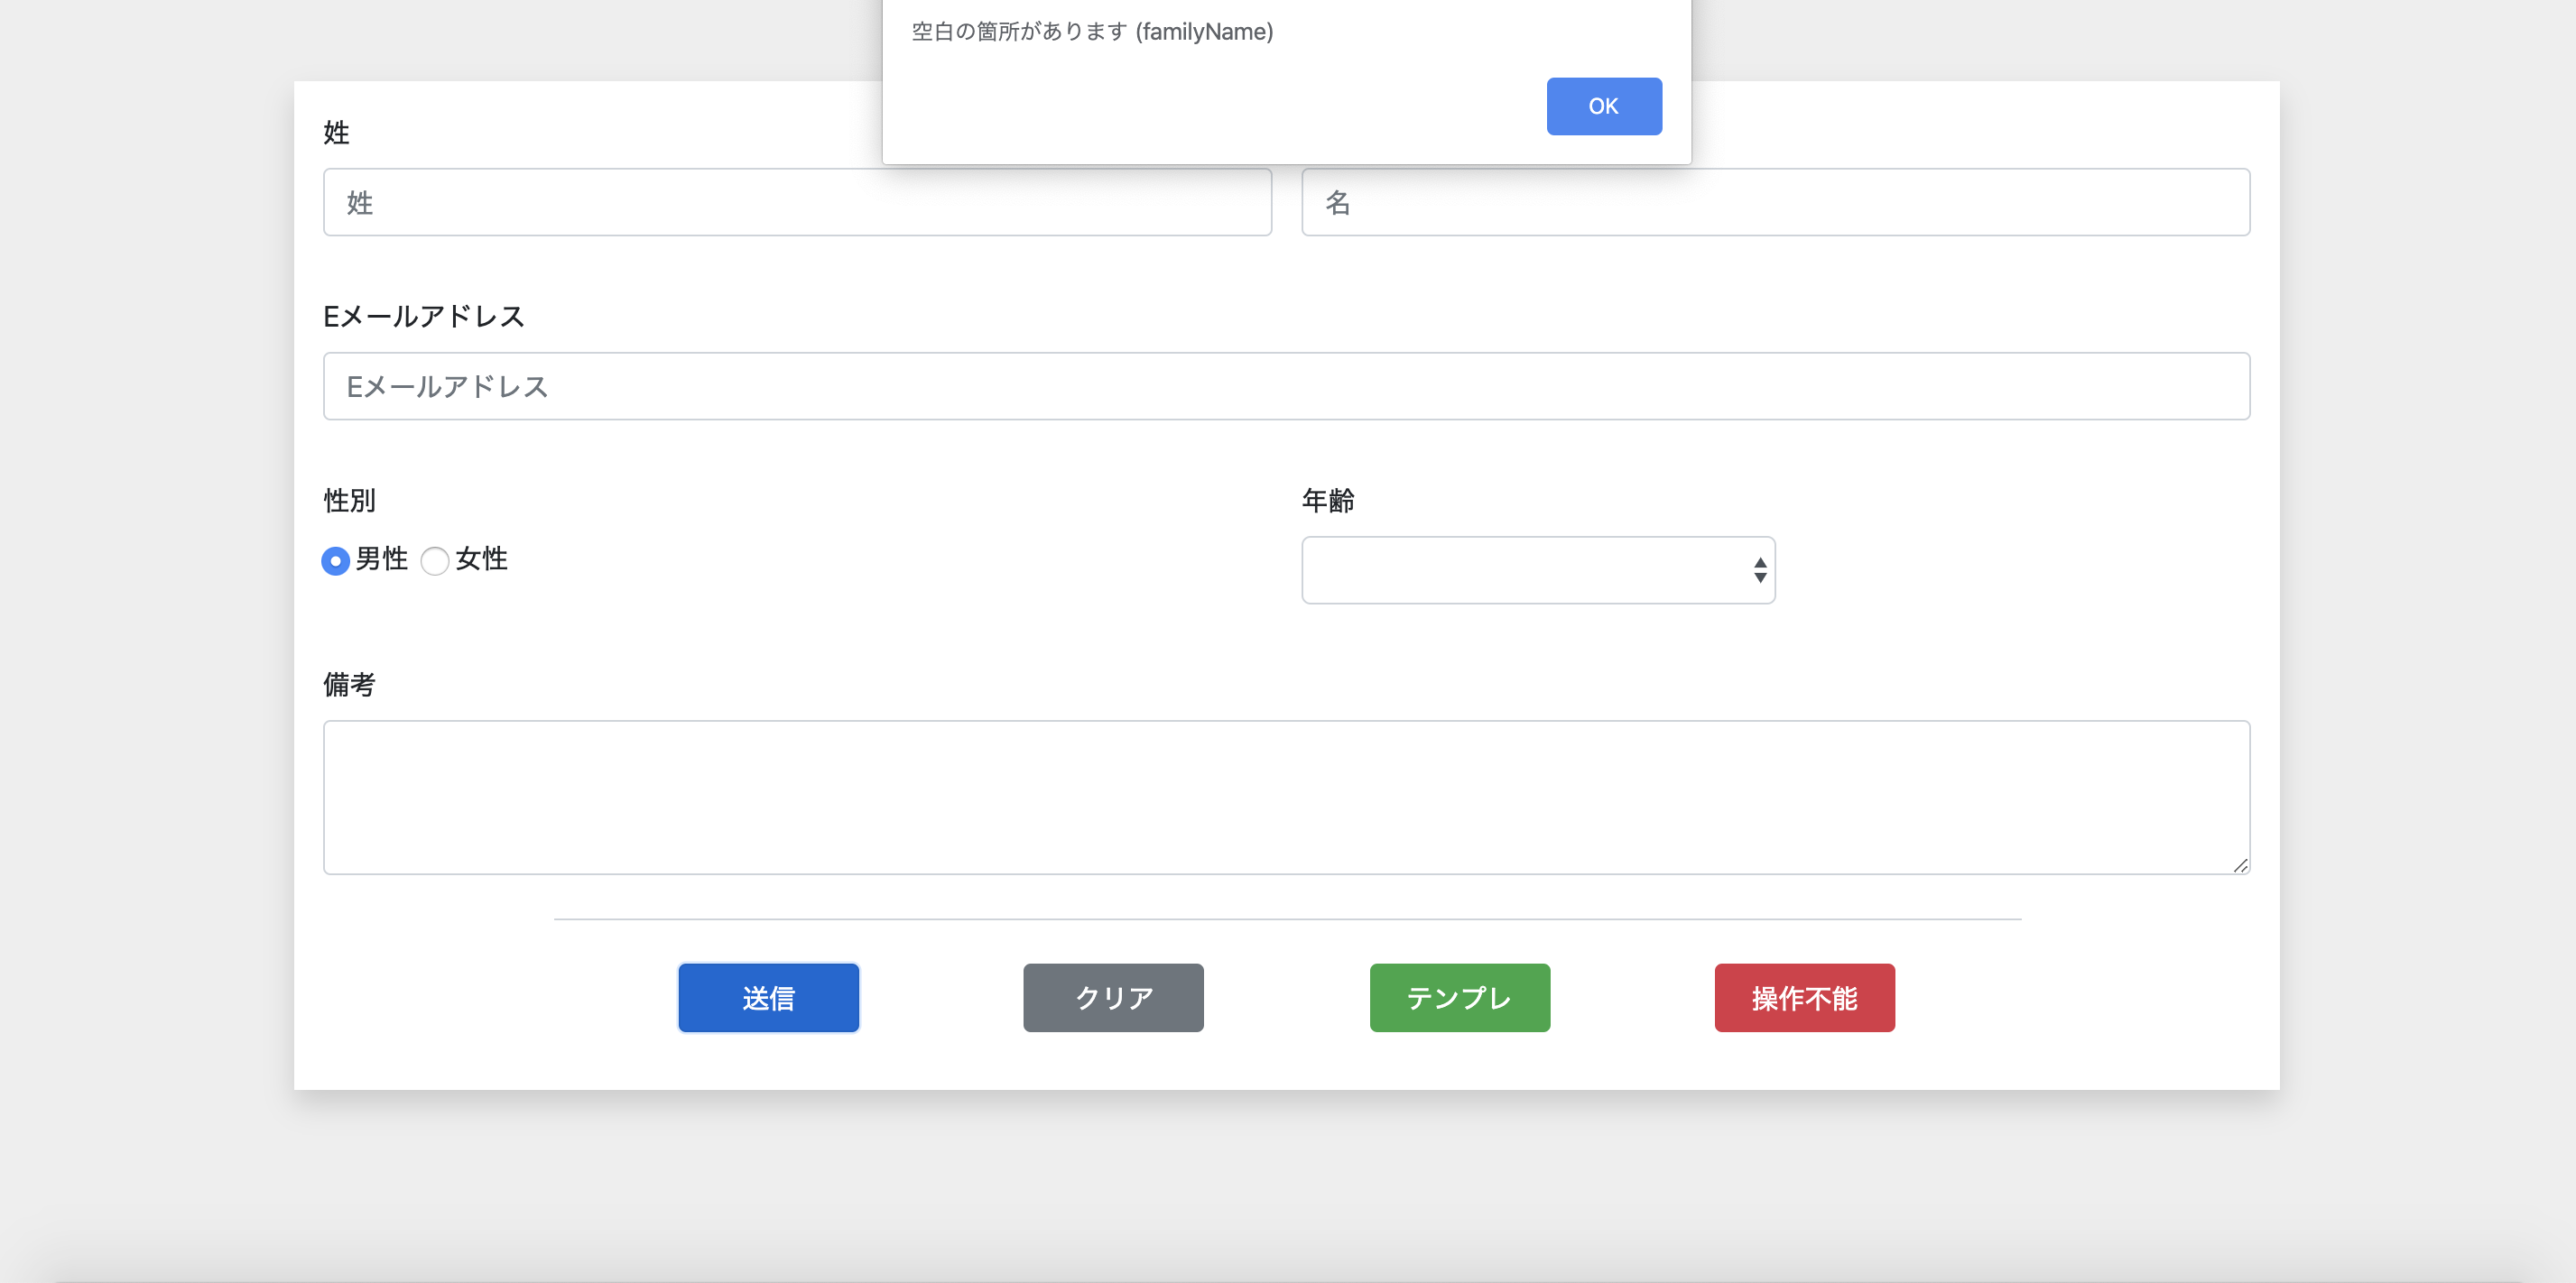 空白の箇所があります (familyName)
OK
姓
姓
名
Eメールアドレス
Eメールアドレス
性別
年齢
男性 女性
備考
送信 クリア テンプレ 操作不能